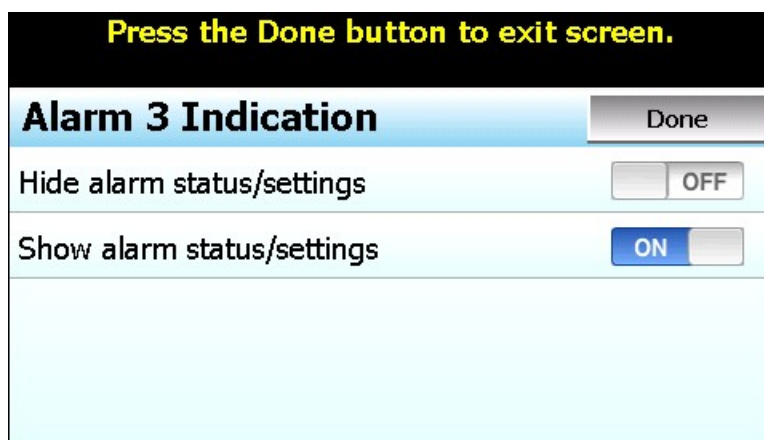 Press the Done button to exit screen.
Alarm 3 Indication
Done
Hide alarm status/settings
OFF
Show alarm status/settings
ON